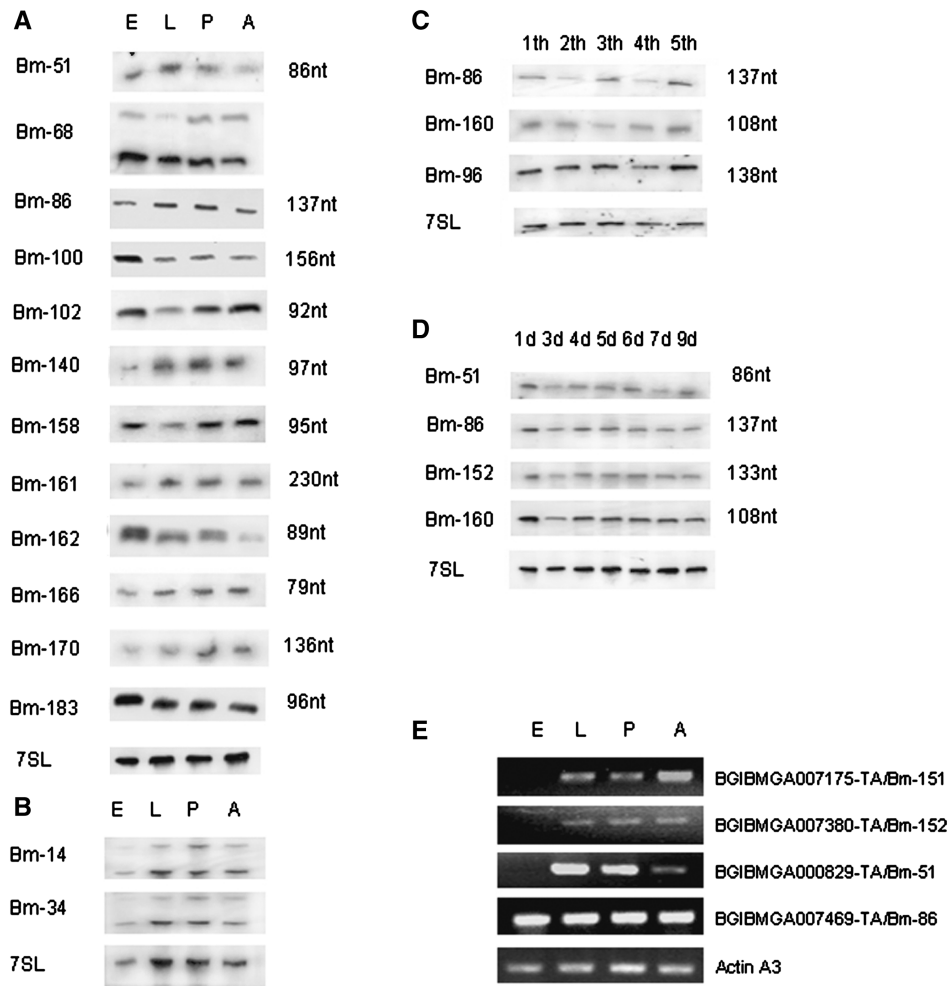 A
E L P A
Bm-51 86nt
Bm-68
Bm-86 137nt
Bm-100 156nt
Bm-102 92nt
Bm-140 97nt
Bm-158 95nt
Bm-161 230nt
Bm-162 89nt
Bm-166 79nt
Bm-170 136nt
Bm-183 96nt
7SL
B
E L P A
Bm-14
Bm-34
7SL
C
1th 2th 3th 4th 5th
Bm-86 137nt
Bm-160 108nt
Bm-96 138nt
7SL
D
1d 3d 4d 5d 6d 7d 9d
Bm-51 86nt
Bm-86 137nt
Bm-152 133nt
Bm-160 108nt
7SL
E
E L P A
BGIBMGA007175-TA/Bm-151
BGIBMGA007380-TA/Bm-152
BGIBMGA000829-TA/Bm-51
BGIBMGA007469-TA/Bm-86
Actin A3